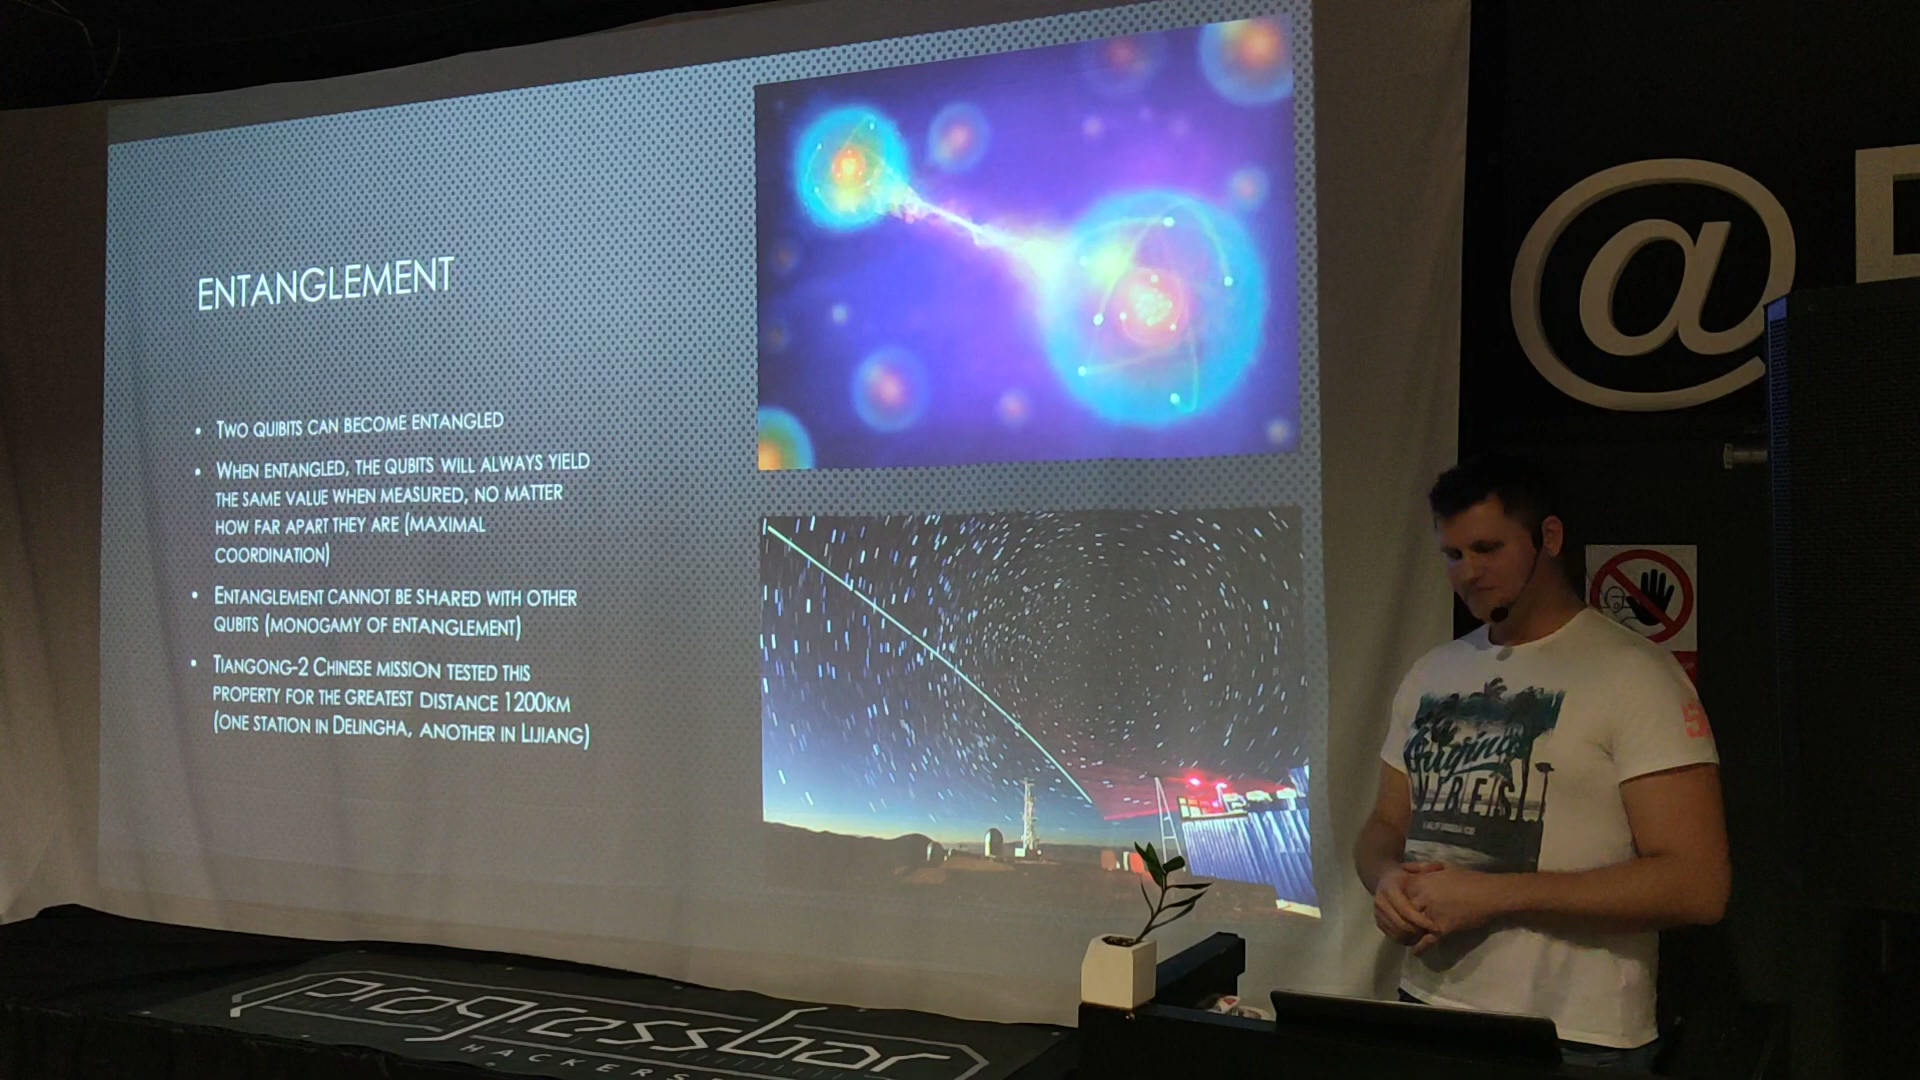 ENTANGLEMENT
• TWO QUIBITS CAN BECOME ENTANGLED
• WHEN ENTANGLED, THE QUBITS WILL ALWAYS YIELD
THE SAME VALUE WHEN MEASURED, NO MATTER
HOW FAR APART THEY ARE (MAXIMAL
COORDINATION)
• ENTANGLEMENT CANNOT BE SHARED WITH OTHER
QUBITS (MONOGAMY OF ENTANGLEMENT)
• TIANGONG-2 CHINESE MISSION TESTED THIS
PROPERTY FOR THE GREATEST DISTANCE 1200KM
(ONE STATION IN DELINGHA, ANOTHER IN LIJIANG)
@
Original
VIBES
progressbar
HACKERS